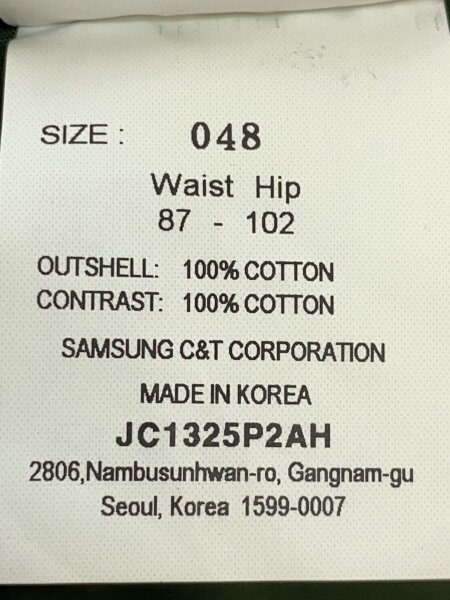 SIZE : 048
Waist Hip
87 - 102
OUTSHELL: 100% COTTON
CONTRAST: 100% COTTON
SAMSUNG C&T CORPORATION
MADE IN KOREA
JC1325P2AH
2806,Nambusunhwan-ro, Gangnam-gu
Seoul, Korea 1599-0007